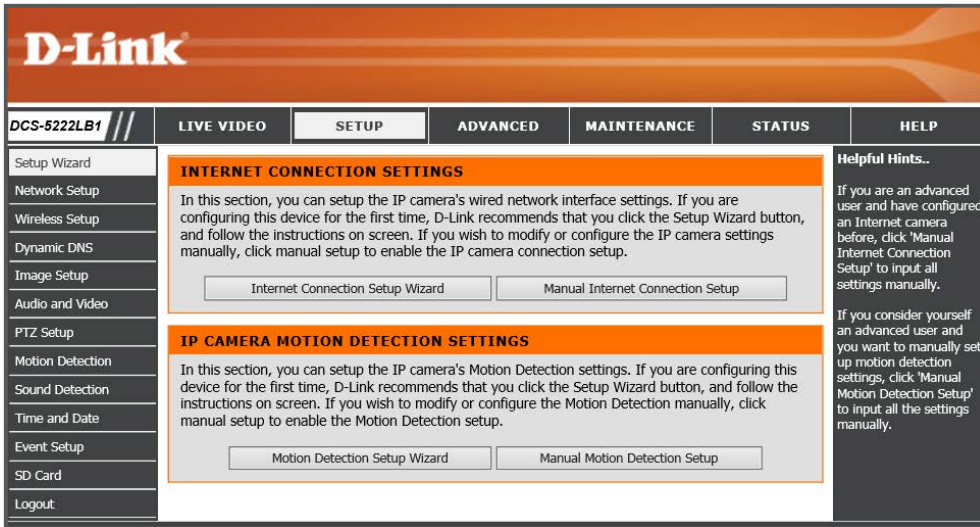 D-Link
DCS-5222LB1
LIVE VIDEO
SETUP
ADVANCED
MAINTENANCE
STATUS
HELP
Setup Wizard
Network Setup
Wireless Setup
Dynamic DNS
Image Setup
Audio and Video
PTZ Setup
Motion Detection
Sound Detection
Time and Date
Event Setup
SD Card
Logout
INTERNET CONNECTION SETTINGS
In this section, you can setup the IP camera's wired network interface settings. If you are
configuring this device for the first time, D-Link recommends that you click the Setup Wizard button,
and follow the instructions on screen. If you wish to modify or configure the IP camera settings
manually, click manual setup to enable the IP camera connection setup.
Internet Connection Setup Wizard
Manual Internet Connection Setup
IP CAMERA MOTION DETECTION SETTINGS
In this section, you can setup the IP camera's Motion Detection settings. If you are configuring this
device for the first time, D-Link recommends that you click the Setup Wizard button, and follow the
instructions on screen. If you wish to modify or configure the Motion Detection manually, click
manual setup to enable the Motion Detection setup.
Motion Detection Setup Wizard
Manual Motion Detection Setup
Helpful Hints..
If you are an advanced
user and have configured
an Internet camera
before, click 'Manual
Internet Connection
Setup' to input all
settings manually.
If you consider yourself
an advanced user and
you want to manually set
up motion detection
settings, click 'Manual
Motion Detection Setup'
to input all the settings
manually.